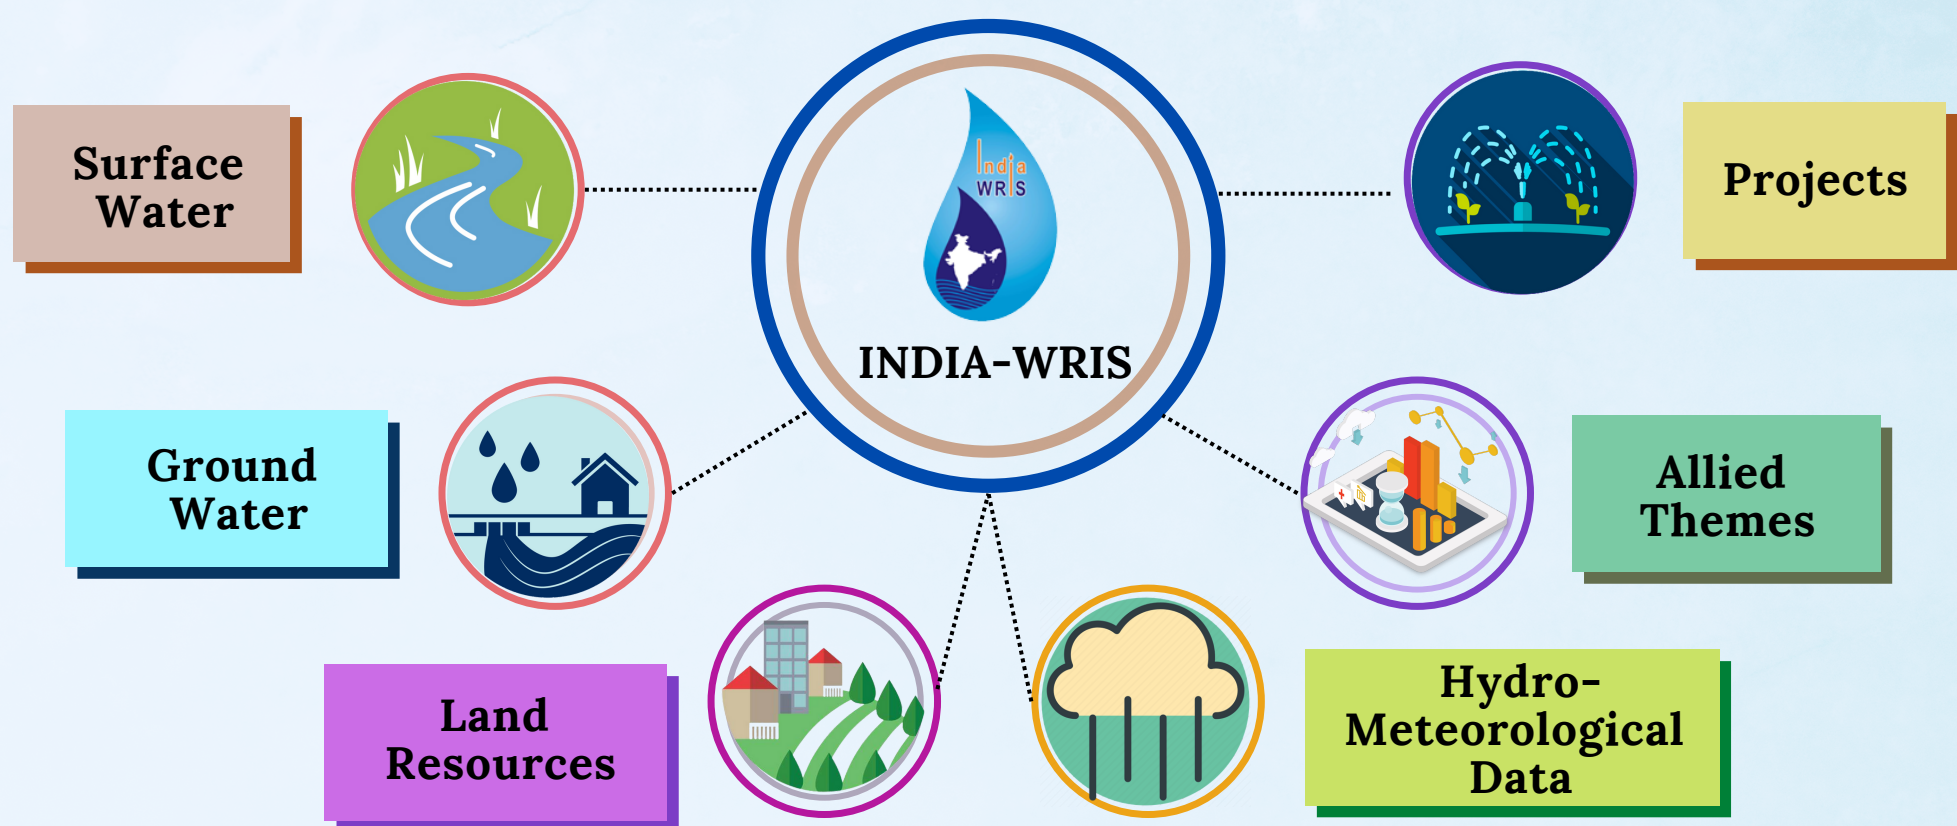 Surface
Water
India
WRIS
INDIA-WRIS
Projects
Ground
Water
Allied
Themes
Land
Resources
Hydro-
Meteorological
Data